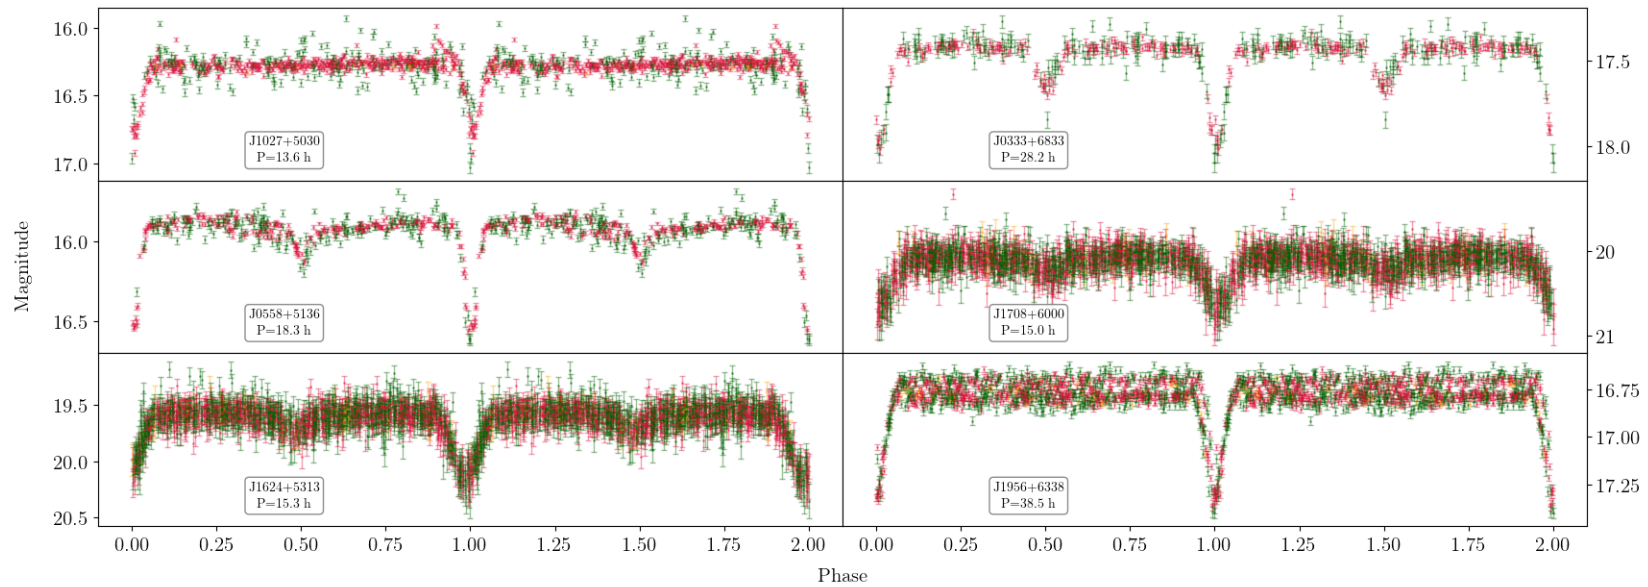 16.0
16.5
17.0
J1027+5030
P=13.6 h
17.5
18.0
J0333+6833
P=28.2 h
16.0
16.5
J0558+5136
P=18.3 h
20
21
J1708+6000
P=15.0 h
19.5
20.0
20.5
J1624+5313
P=15.3 h
16.75
17.00
17.25
J1956+6338
P=38.5 h
Magnitude
0.00 0.25 0.50 0.75 1.00 1.25 1.50 1.75 2.00
0.00 0.25 0.50 0.75 1.00 1.25 1.50 1.75 2.00
Phase